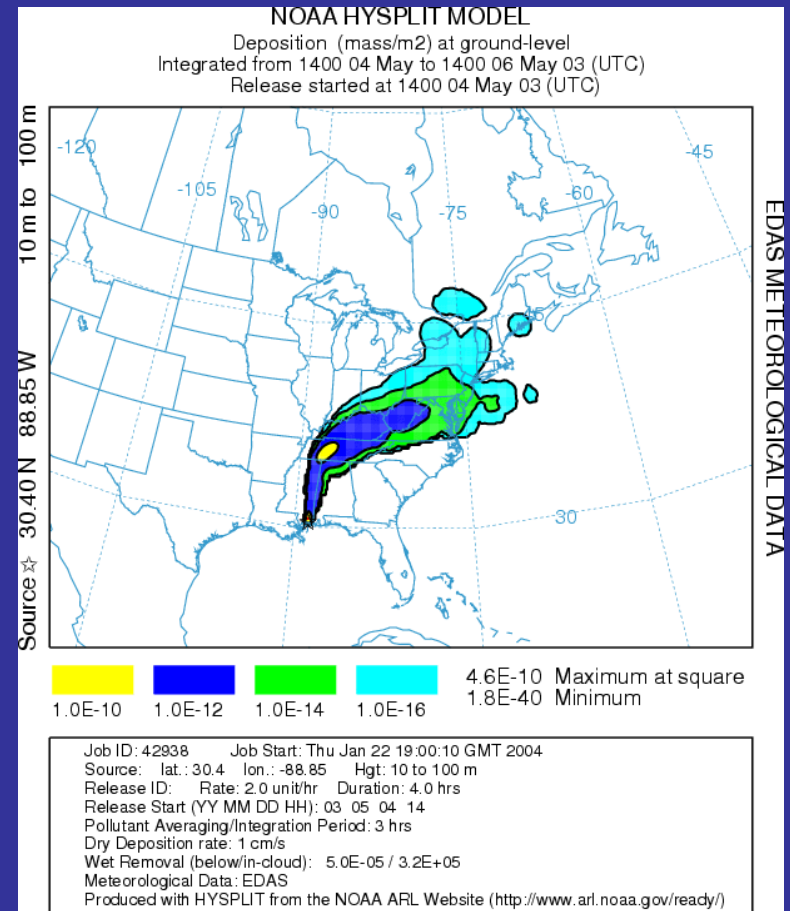 NOAA HYSPLIT MODEL
Deposition (mass/m2) at ground-level
Integrated from 1400 04 May to 1400 06 May 03 (UTC)
Release started at 1400 04 May 03 (UTC)
Source ☆ 30.40 N 88.85 W 10 m to 100 m
-120
-105
-90
-75
-60
-45
45
30
EDAS METEOROLOGICAL DATA
1.0E-10 1.0E-12 1.0E-14 1.0E-16
4.6E-10 Maximum at square
1.8E-40 Minimum
Job ID: 42938 Job Start: Thu Jan 22 19:00:10 GMT 2004
Source: lat.: 30.4 lon.: -88.85 Hgt: 10 to 100 m
Release ID: Rate: 2.0 unit/hr Duration: 4.0 hrs
Release Start (YY MM DD HH): 03 05 04 14
Pollutant Averaging/Integration Period: 3 hrs
Dry Deposition rate: 1 cm/s
Wet Removal (below/in-cloud): 5.0E-05 / 3.2E+05
Meteorological Data: EDAS
Produced with HYSPLIT from the NOAA ARL Website (http://www.arl.noaa.gov/ready/)